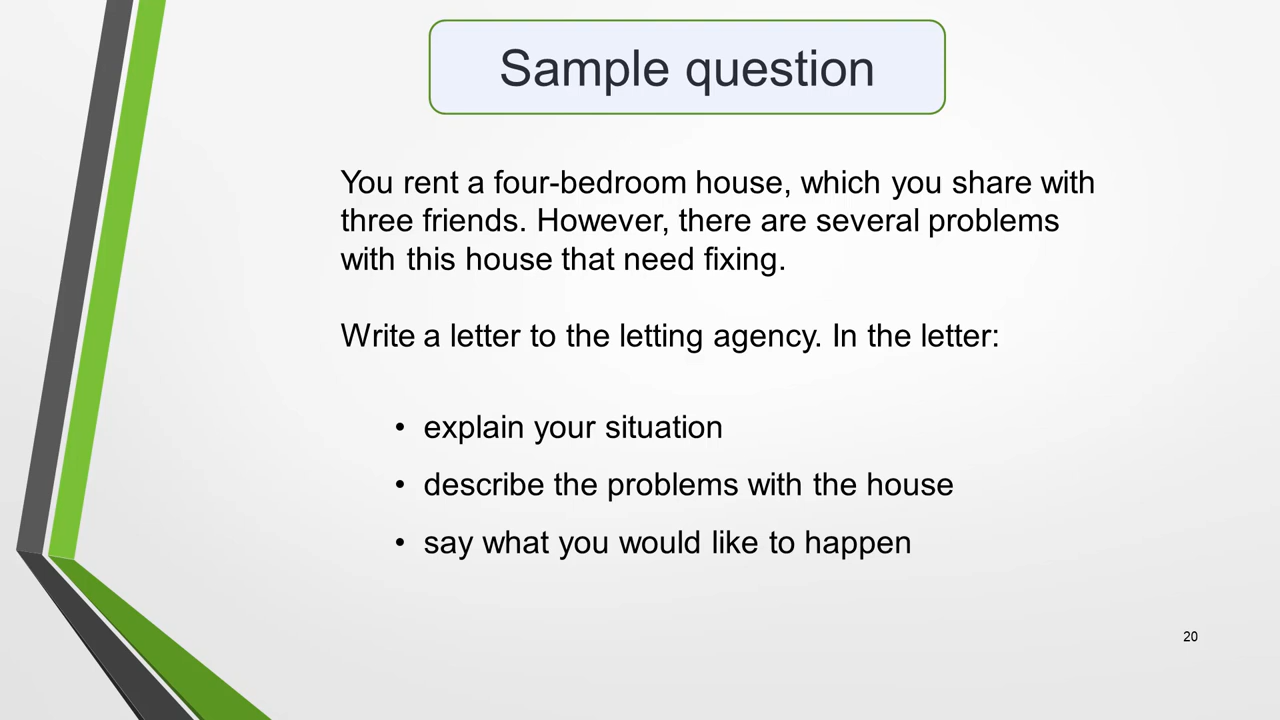 Sample question
You rent a four-bedroom house, which you share with
three friends. However, there are several problems
with this house that need fixing.
Write a letter to the letting agency. In the letter:
• explain your situation
• describe the problems with the house
• say what you would like to happen
20